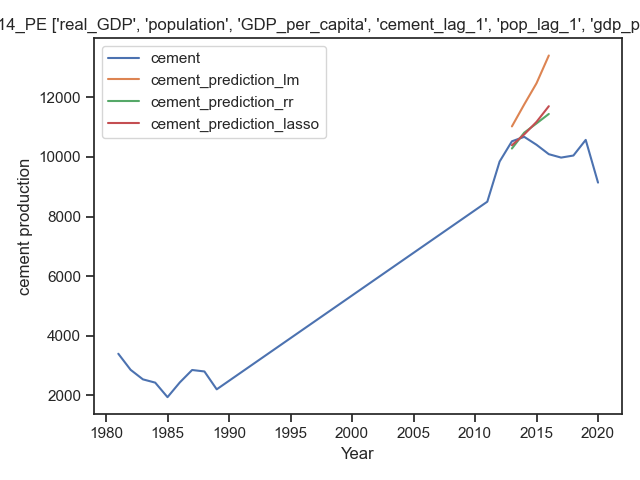 14_PE ['real_GDP', 'population', 'GDP_per_capita', 'cement_lag_1', 'pop_lag_1', 'gdp_p
cement
cement_prediction_lm
cement_prediction_rr
cement_prediction_lasso
cement production
12000
10000
8000
6000
4000
2000
1980 1985 1990 1995 2000 2005 2010 2015 2020
Year